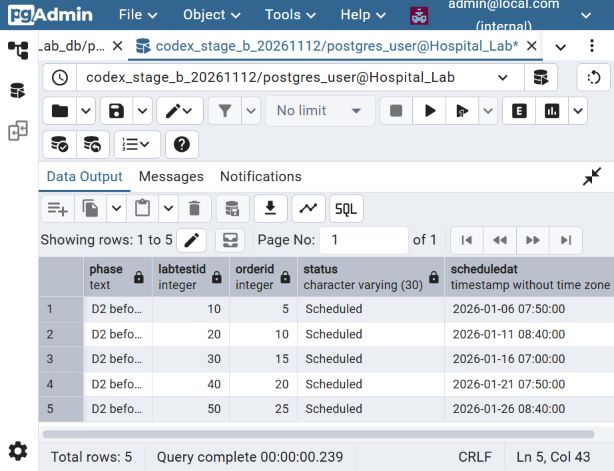 pgAdmin File Object Tools Help admin@local.com
(internal)
_ab_db/p... codex_stage_b_20261112/postgres_user@Hospital_Lab*
codex_stage_b_20261112/postgres_user@Hospital_Lab
No limit E
Data Output Messages Notifications
SQL
Showing rows: 1 to 5 Page No: 1 of 1
phase labtestid orderid status scheduledat
text integer integer character varying (30) timestamp without time zone
1 D2 befo... 10 5 Scheduled 2026-01-06 07:50:00
2 D2 befo... 20 10 Scheduled 2026-01-11 08:40:00
3 D2 befo... 30 15 Scheduled 2026-01-16 07:00:00
4 D2 befo... 40 20 Scheduled 2026-01-21 07:50:00
5 D2 befo... 50 25 Scheduled 2026-01-26 08:40:00
Total rows: 5 Query complete 00:00:00.239 CRLF Ln 5, Col 43